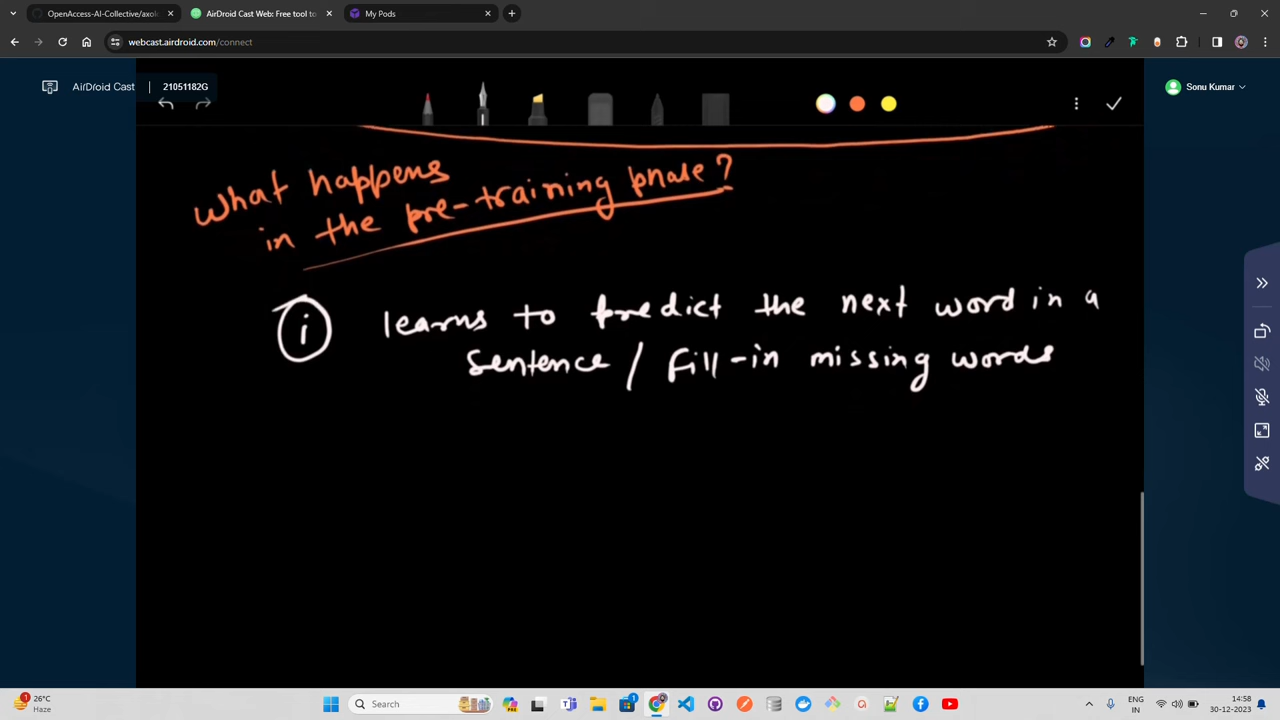 OpenAccess-AI-Collective/axol
AirDroid Cast Web: Free tool to
My Pods
webcast.airdroid.com/connect
AirDroid Cast
21051182G
Sonu Kumar
What happens
in the pre-training phase?
i learns to predict the next word in a
sentence / fill-in missing words
1
26°C
Haze
Search
1
ENG
IN
14:58
30-12-2023